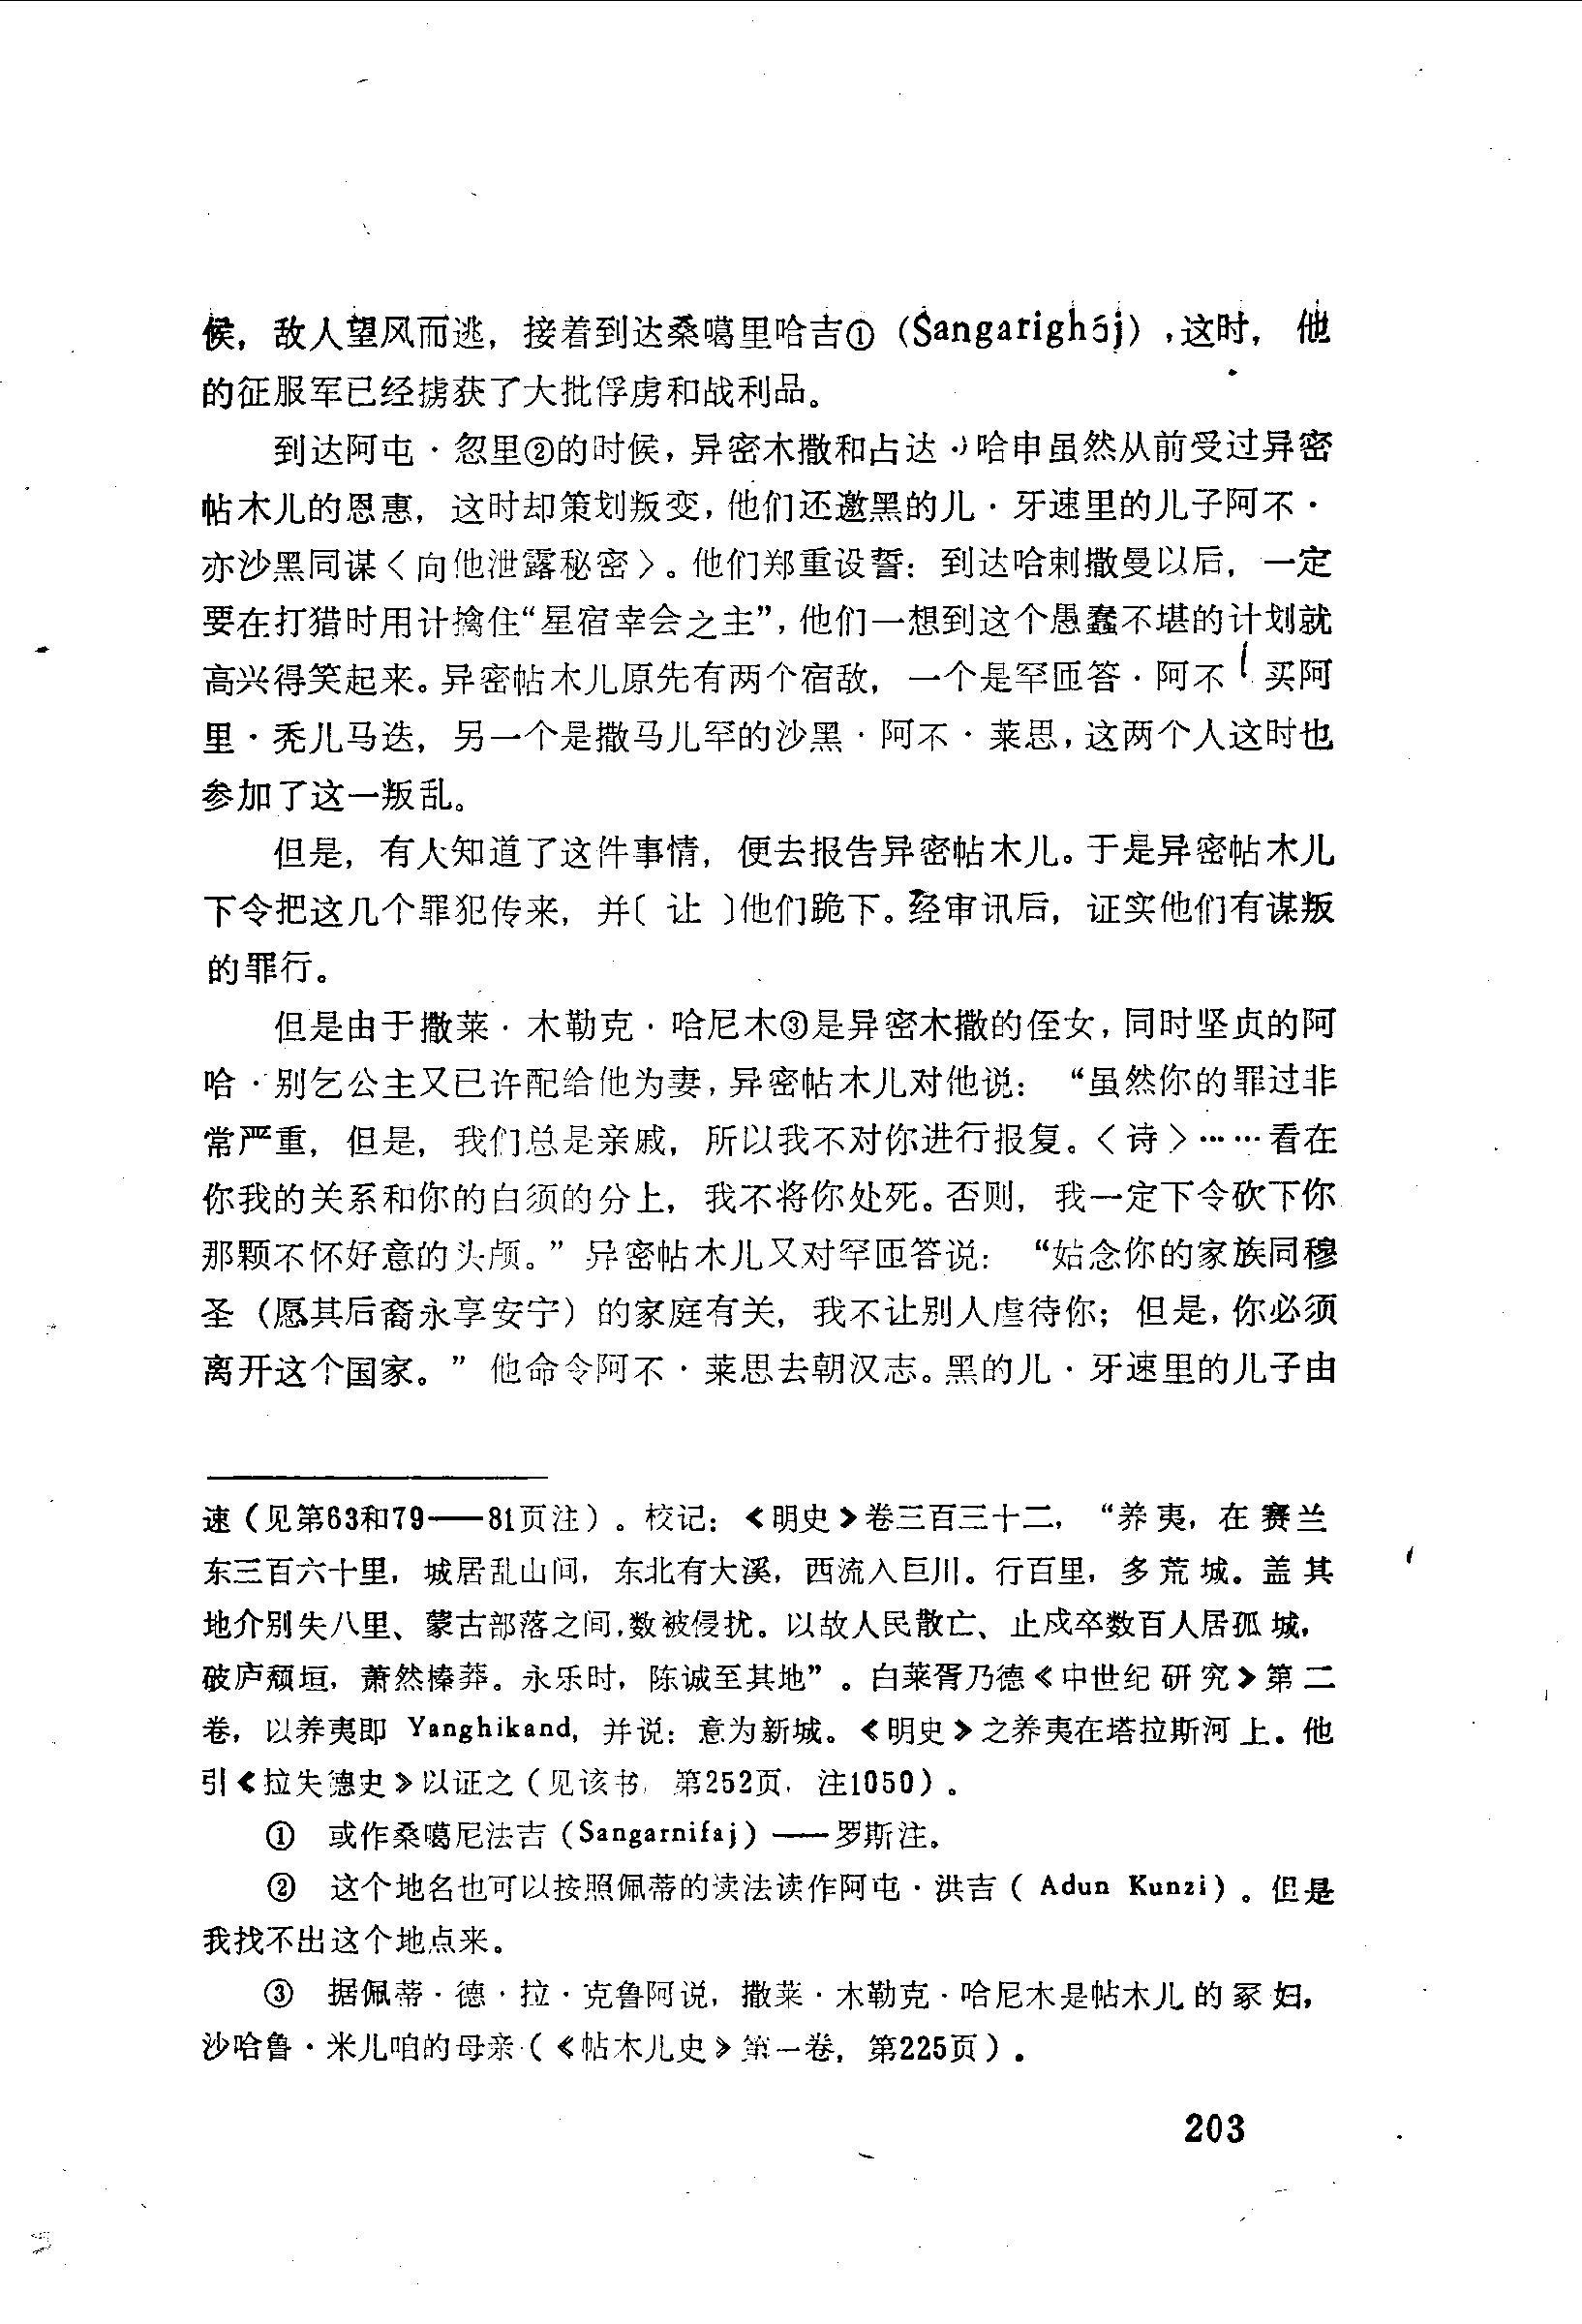 候，敌人望风而逃，接着到达桑噶里哈吉①（Sangarighāj），这时，他
的征服军已经掳获了大批俘虏和战利品。
到达阿屯·忽里②的时候，异密木撒和占达·哈申虽然从前受过异密
帖木儿的恩惠，这时却策划叛变，他们还邀黑的儿·牙速里的儿子阿不·
亦沙黑同谋〈向他泄露秘密〉。他们郑重设誓：到达哈剌撒曼以后，一定
要在打猎时用计擒住“星宿幸会之主”，他们一想到这个愚蠢不堪的计划就
高兴得笑起来。异密帖木儿原先有两个宿敌，一个是罕匝答·阿不 买阿
里·秃儿马迭，另一个是撒马儿罕的沙黑·阿不·莱思，这两个人这时也
参加了这一叛乱。
但是，有人知道了这件事情，便去报告异密帖木儿。于是异密帖木儿
下令把这几个罪犯传来，并〔让〕他们跪下。经审讯后，证实他们有谋叛
的罪行。
但是由于撒莱·木勒克·哈尼木③是异密木撒的侄女，同时坚贞的阿
哈·别乞公主又已许配给他为妻，异密帖木儿对他说：“虽然你的罪过非
常严重，但是，我们总是亲戚，所以我不对你进行报复。〈诗〉……看在
你我的关系和你的白须的分上，我不将你处死。否则，我一定下令砍下你
那颗不怀好意的头颅。”异密帖木儿又对罕匝答说：“姑念你的家族同穆
圣（愿其后裔永享安宁）的家庭有关，我不让别人虐待你；但是，你必须
离开这个国家。”他命令阿不·莱思去朝汉志。黑的儿·牙速里的儿子由
速（见第63和79——81页注）。校记：《明史》卷三百三十二，“养夷，在赛兰
东三百六十里，城居乱山间，东北有大溪，西流入巨川。行百里，多荒城。盖其
地介别失八里、蒙古部落之间，数被侵扰。以故人民散亡、止戍卒数百人居孤城，
破庐颓垣，萧然榛莽。永乐时，陈诚至其地”。白莱胥乃德《中世纪研究》第二
卷，以养夷即 Yanghikand，并说：意为新城。《明史》之养夷在塔拉斯河上。他
引《拉失德史》以证之（见该书，第252页，注1050）。
① 或作桑噶尼法吉（Sangarnifaj）——罗斯注。
② 这个地名也可以按照佩蒂的读法读作阿屯·洪吉（Adun Kunzi）。但是
我找不出这个地点来。
③ 据佩蒂·德·拉·克鲁阿说，撒莱·木勒克·哈尼木是帖木儿的冢妇，
沙哈鲁·米儿咱的母亲（《帖木儿史》第一卷，第225页）。
203